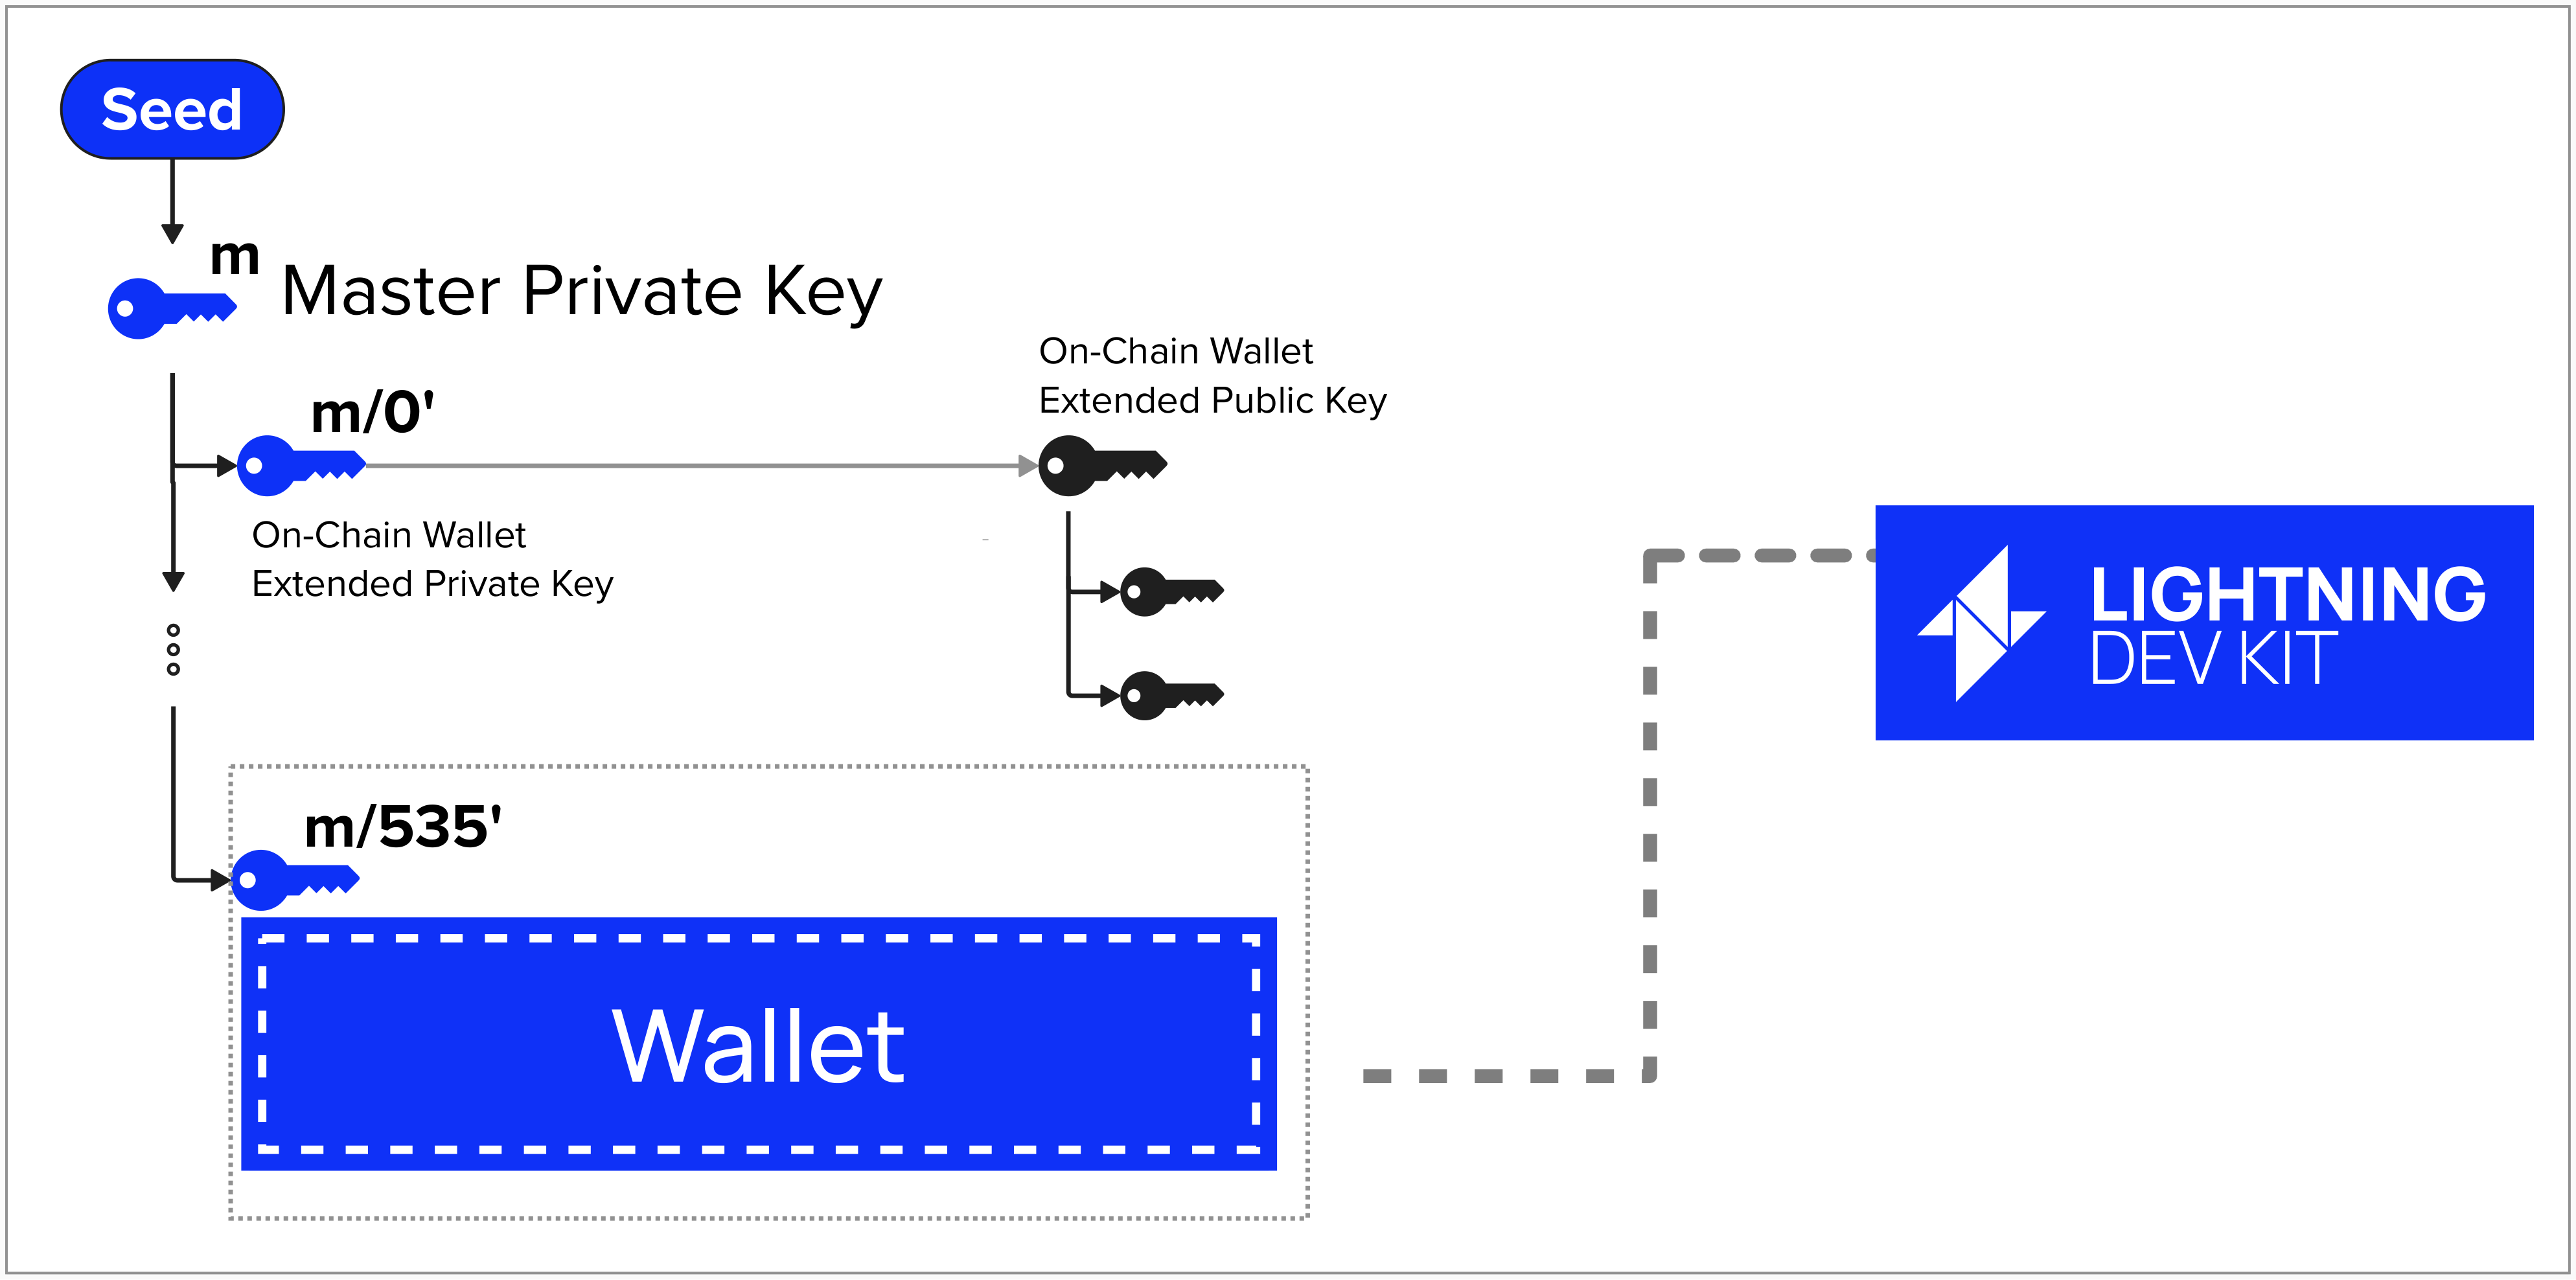 Seed
m
Master Private Key
On-Chain Wallet
Extended Public Key
m/0'
On-Chain Wallet
Extended Private Key
LIGHTNING
DEV KIT
m/535'
Wallet